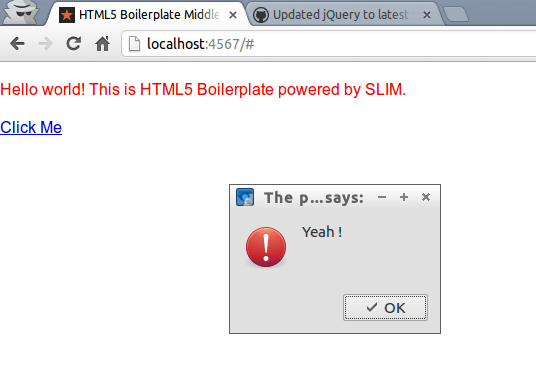 HTML5 Boilerplate Middle
Updated jQuery to latest
localhost:4567/#
Hello world! This is HTML5 Boilerplate powered by SLIM.
Click Me
The p...says:
Yeah !
OK